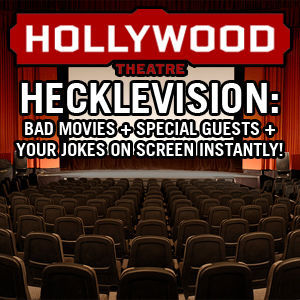 HOLLYWOOD
THEATRE
HECKLEVISION:
BAD MOVIES + SPECIAL GUESTS +
YOUR JOKES ON SCREEN INSTANTLY!